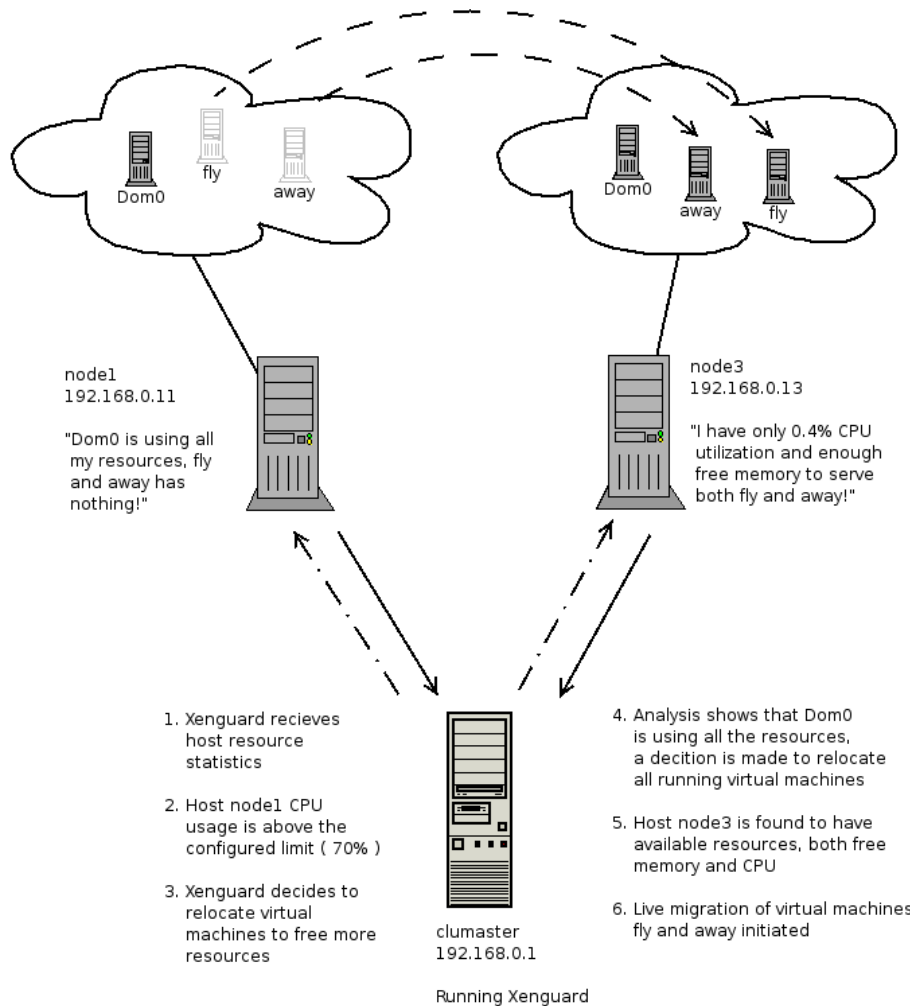 Dom0
fly
away
Dom0
away
fly
node1
192.168.0.11
"Dom0 is using all
my resources, fly
and away has
nothing!"
node3
192.168.0.13
"I have only 0.4% CPU
utilization and enough
free memory to serve
both fly and away!"
1. Xenguard recieves
host resource
statistics
2. Host node1 CPU
usage is above the
configured limit ( 70% )
3. Xenguard decides to
relocate virtual
machines to free more
resources
clumaster
192.168.0.1
Running Xenguard
4. Analysis shows that Dom0
is using all the resources,
a decition is made to relocate
all running virtual machines
5. Host node3 is found to have
available resources, both free
memory and CPU
6. Live migration of virtual machines
fly and away initiated